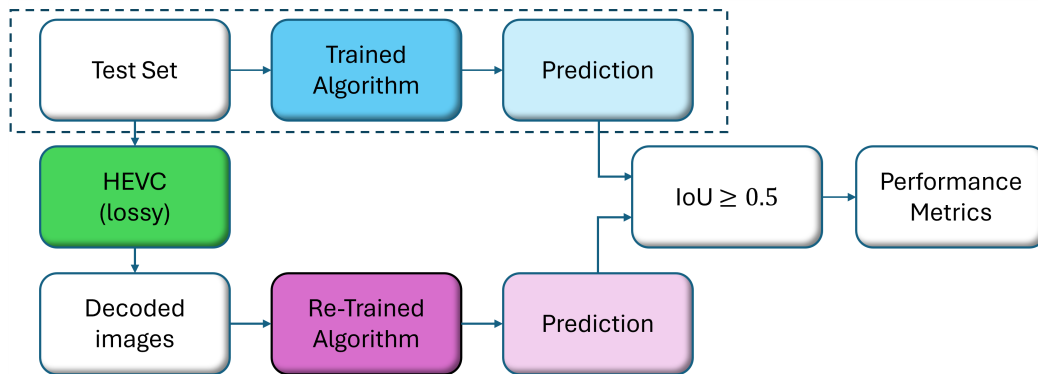 Test Set
Trained
Algorithm
Prediction
HEVC
(lossy)
IoU ≥ 0.5
Performance
Metrics
Decoded
images
Re-Trained
Algorithm
Prediction